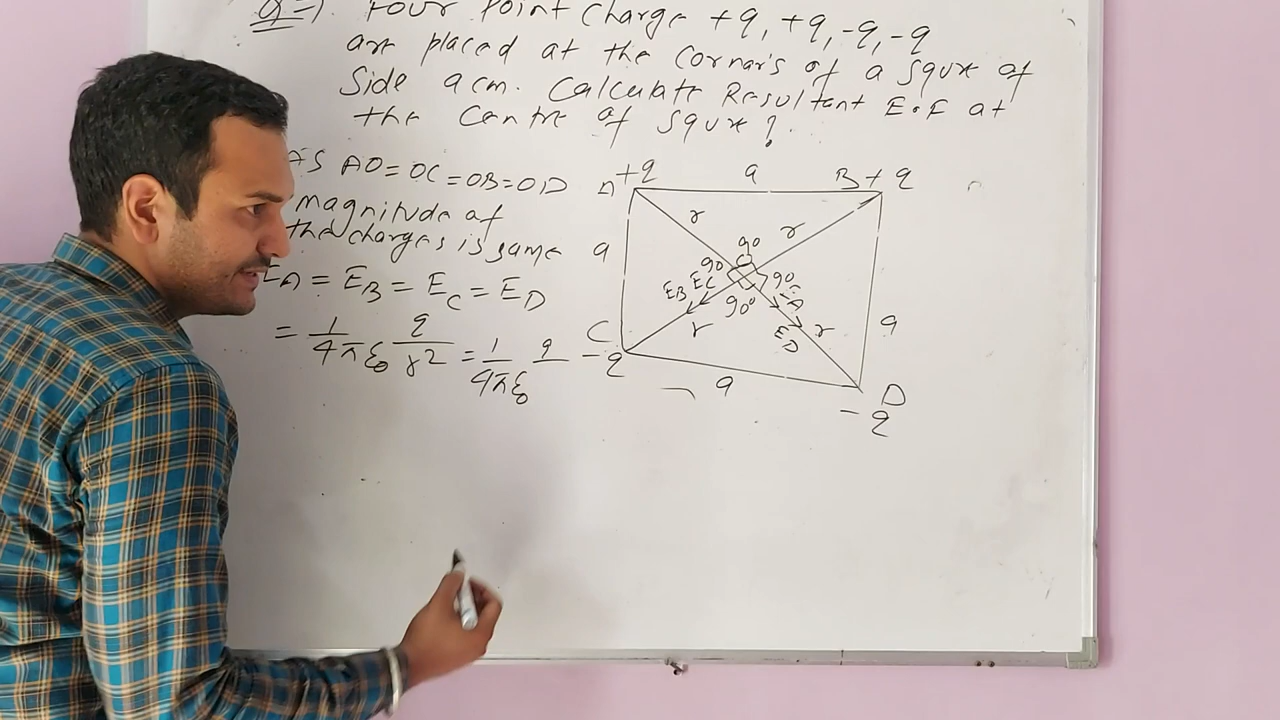 Q-1. Four Point Charge +q, +q, -q, -q
are placed at the Cornar's of a Squre of
Side a cm. Calculate Resultant E.F at
the Centre of Squre?
AS AO = OC = OB = OD
magnitude of
the charges is same
EA = EB = EC = ED
= 1/4πε0 q/r2 = 1/4πε0 q
A +q a B +q
r r
a 90 90 90 90°
EB EC
ED
r r a
C -q a D
-q